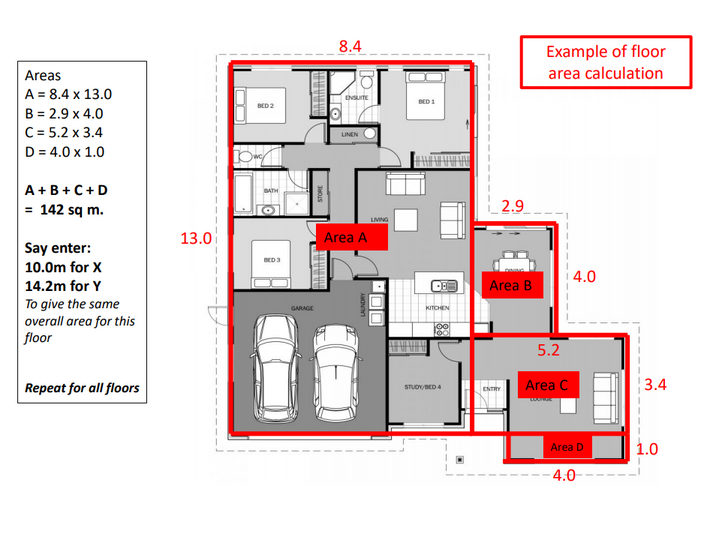 Example of floor
area calculation
Areas
A = 8.4 x 13.0
B = 2.9 x 4.0
C = 5.2 x 3.4
D = 4.0 x 1.0
A + B + C + D
= 142 sq m.
Say enter:
10.0m for X
14.2m for Y
To give the same
overall area for this
floor
Repeat for all floors
8.4
BED 2
ENSUITE
BED 1
LINEN
WC
BATH
STORE
LIVING
2.9
13.0
Area A
BED 3
DINING
4.0
Area B
GARAGE
LAUNDRY
KITCHEN
5.2
STUDY/BED 4
ENTRY
Area C
3.4
LOUNGE
Area D
1.0
4.0